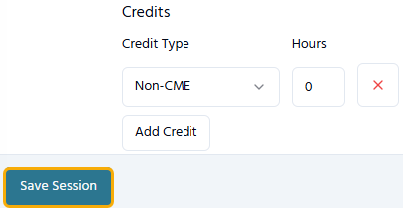 Credits
Credit Type Hours
Non-CME 0
Add Credit
Save Session